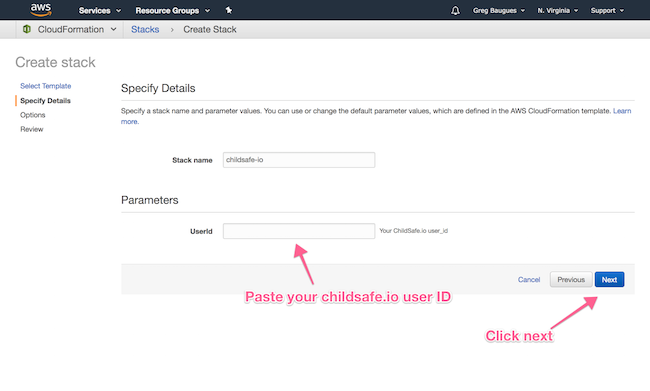 aws Services Resource Groups Greg Baugues N. Virginia Support
CloudFormation Stacks › Create Stack
Create stack
Select Template
Specify Details
Options
Review
Specify Details
Specify a stack name and parameter values. You can use or change the default parameter values, which are defined in the AWS CloudFormation template. Learn
more.
Stack name childsafe-io
Parameters
UserId Your ChildSafe.io user_id
Cancel Previous Next
Paste your childsafe.io user ID
Click next